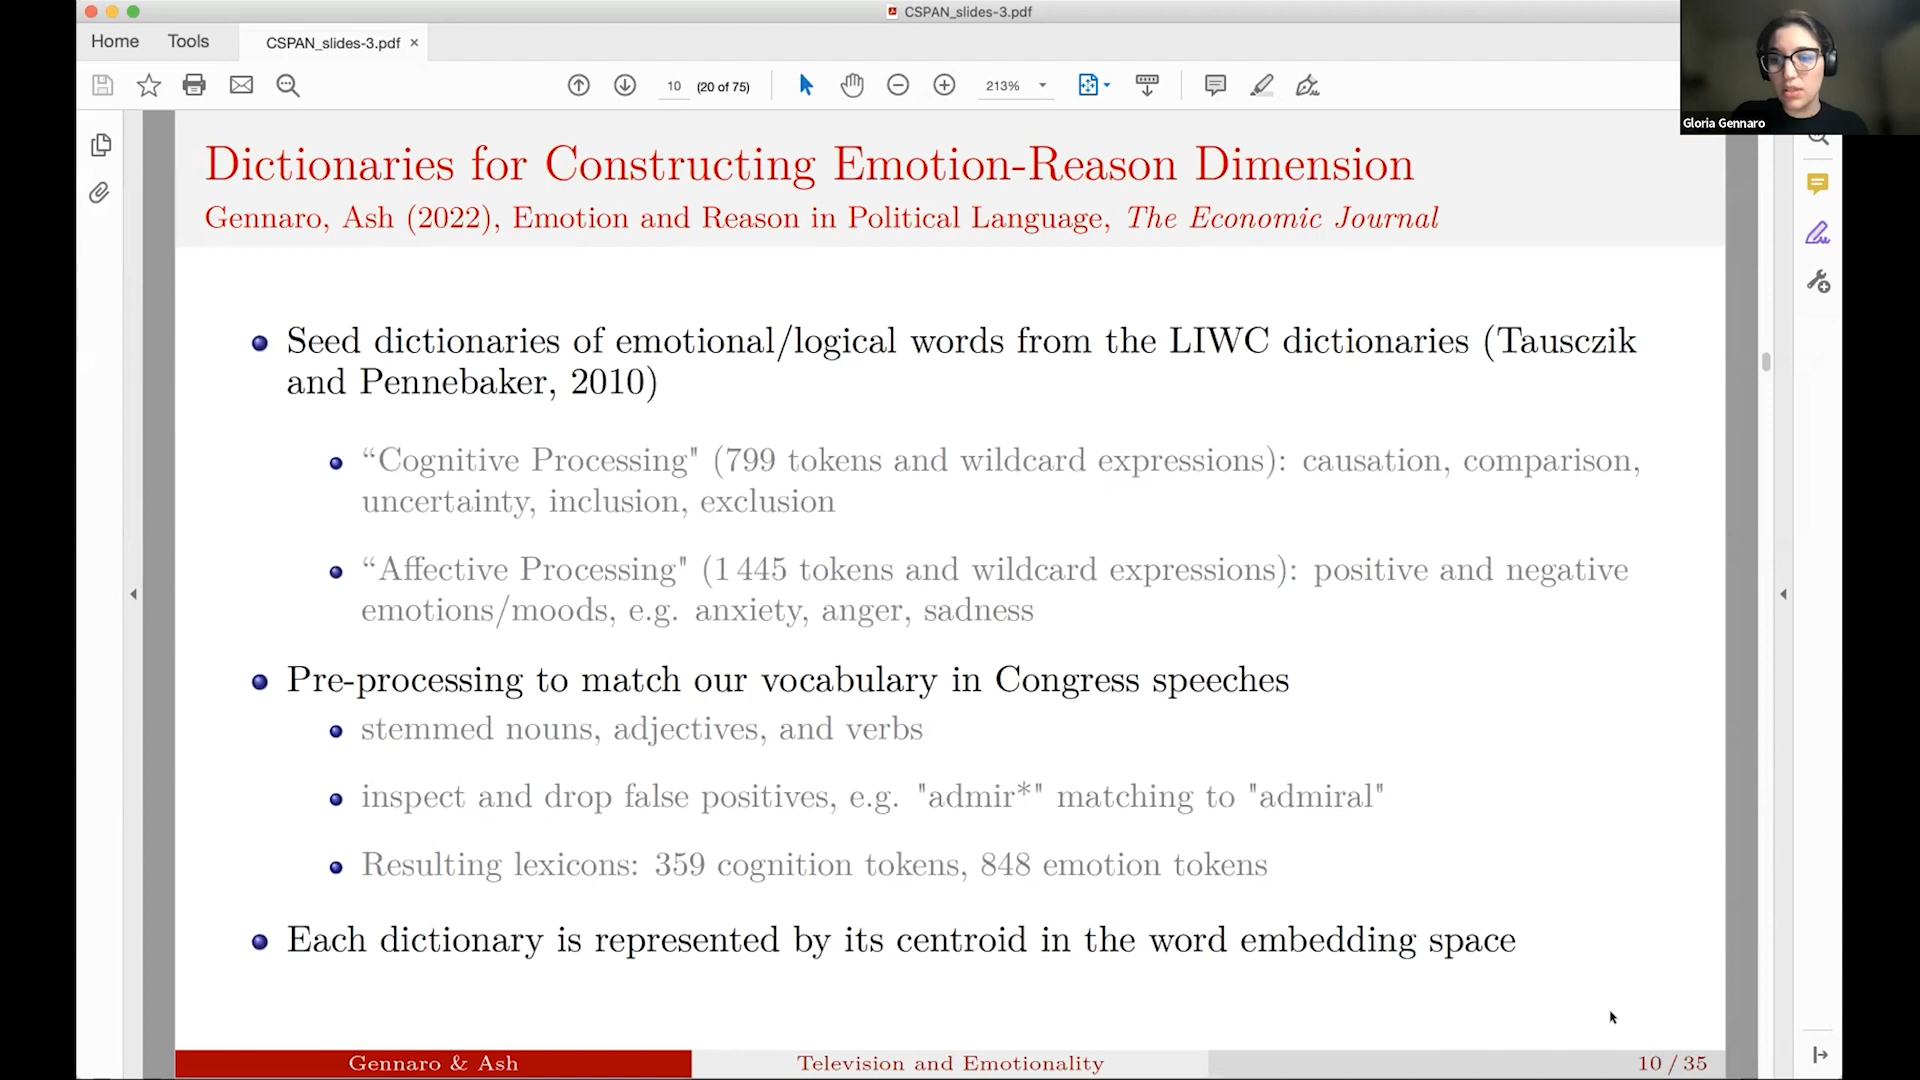 CSPAN_slides-3.pdf
Home
Tools
CSPAN_slides-3.pdf ×
10 (20 of 75)
213%
Gloria Gennaro
Dictionaries for Constructing Emotion-Reason Dimension
Gennaro, Ash (2022), Emotion and Reason in Political Language, The Economic Journal
Seed dictionaries of emotional/logical words from the LIWC dictionaries (Tausczik
and Pennebaker, 2010)
“Cognitive Processing" (799 tokens and wildcard expressions): causation, comparison,
uncertainty, inclusion, exclusion
“Affective Processing" (1 445 tokens and wildcard expressions): positive and negative
emotions/moods, e.g. anxiety, anger, sadness
Pre-processing to match our vocabulary in Congress speeches
stemmed nouns, adjectives, and verbs
inspect and drop false positives, e.g. "admir*" matching to "admiral"
Resulting lexicons: 359 cognition tokens, 848 emotion tokens
Each dictionary is represented by its centroid in the word embedding space
Gennaro & Ash
Television and Emotionality
10 / 35